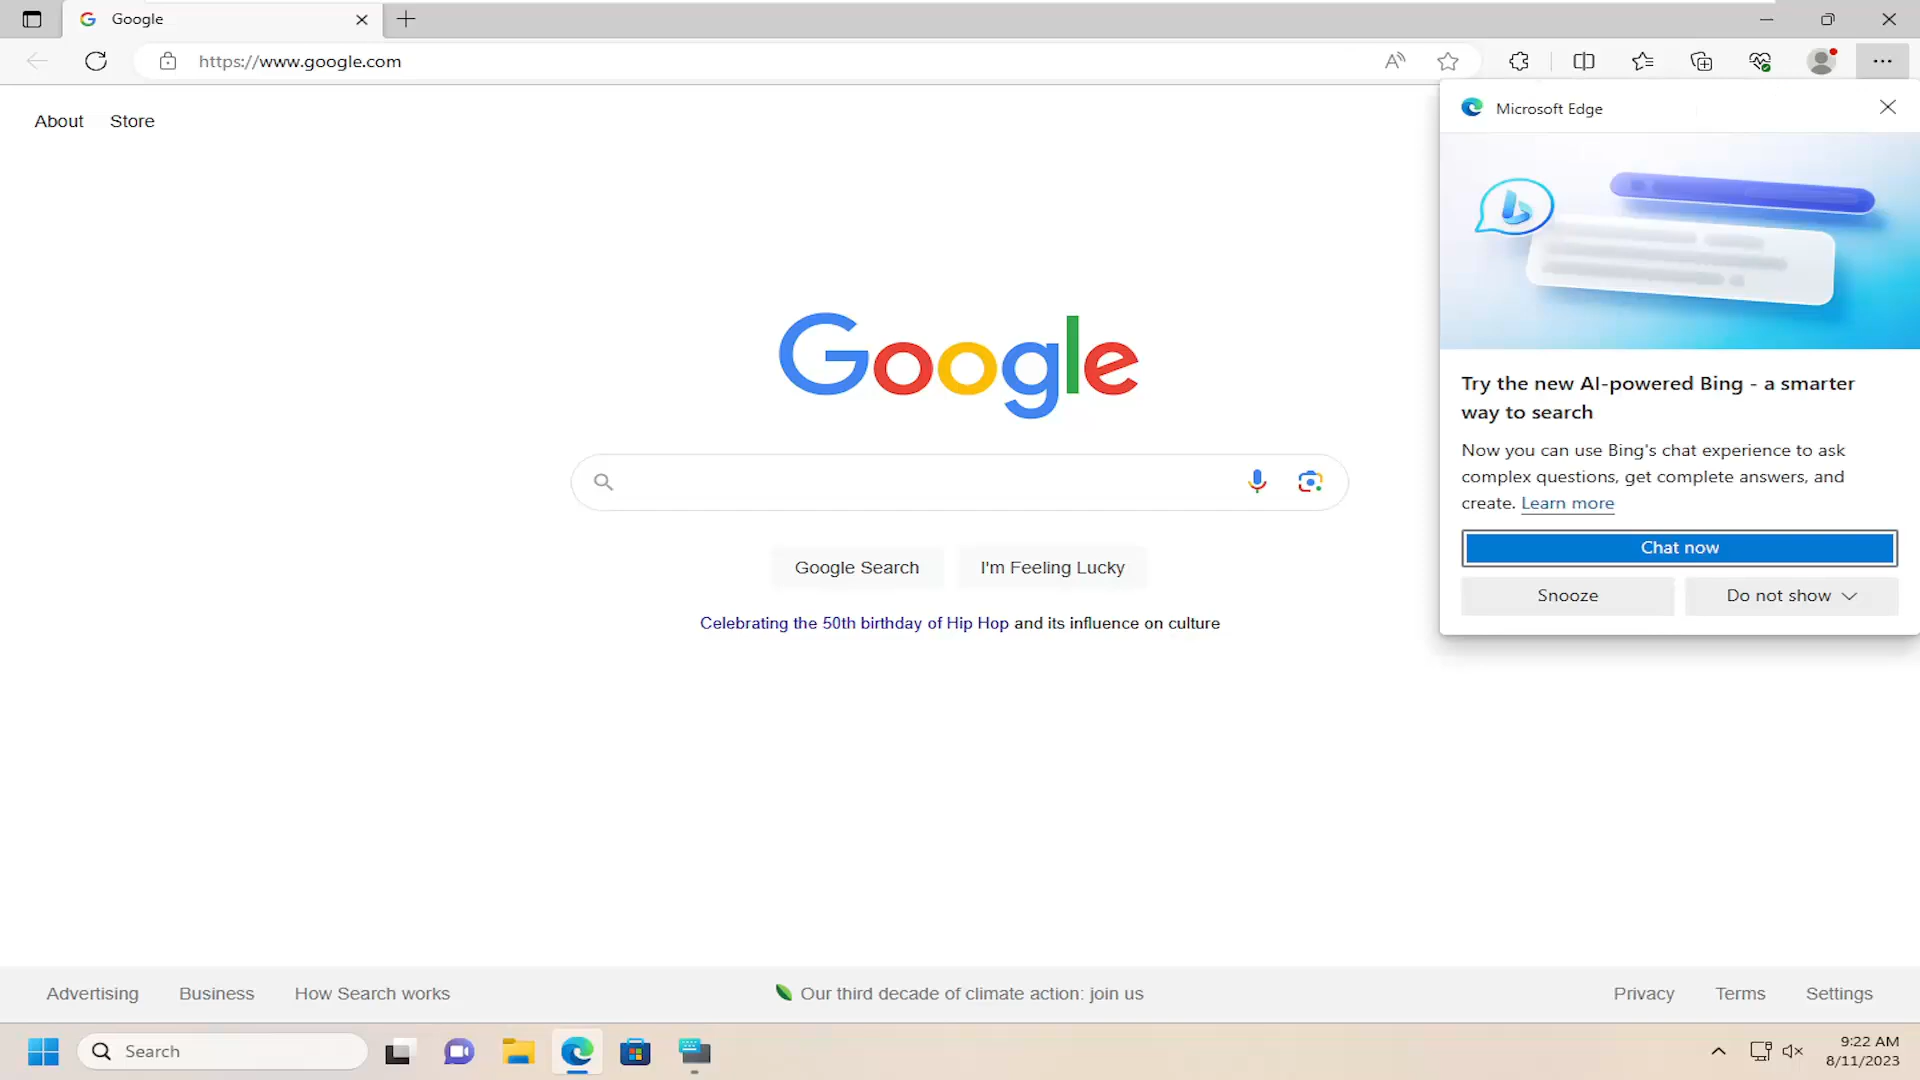 Google
https://www.google.com
About Store
Microsoft Edge
Try the new AI-powered Bing - a smarter
way to search
Now you can use Bing's chat experience to ask
complex questions, get complete answers, and
create. Learn more
Chat now
Snooze
Do not show
Google
Google Search
I'm Feeling Lucky
Celebrating the 50th birthday of Hip Hop and its influence on culture
Advertising Business How Search works
Our third decade of climate action: join us
Privacy Terms Settings
Search
9:22 AM
8/11/2023